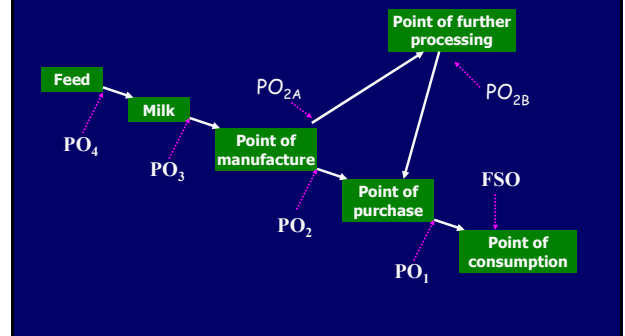 Point of further
processing
Feed
PO2A
PO2B
Milk
PO4
Point of
manufacture
PO3
FSO
Point of
purchase
PO2
Point of
consumption
PO1